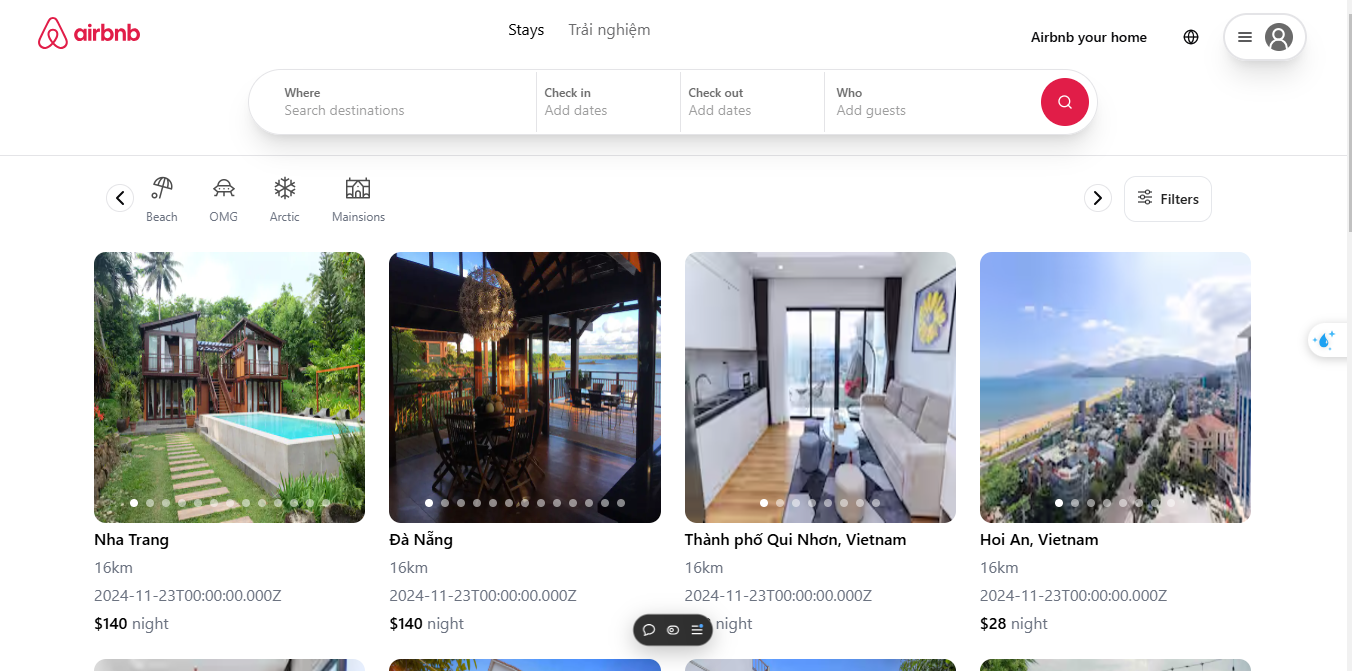 airbnb
Stays Trải nghiệm
Airbnb your home
Where Check in Check out Who
Search destinations Add dates Add dates Add guests
Beach OMG Arctic Mainsions
Filters
Nha Trang Đà Nẵng Thành phố Qui Nhơn, Vietnam Hoi An, Vietnam
16km 16km 16km 16km
2024-11-23T00:00:00.000Z 2024-11-23T00:00:00.000Z 2024-11-23T00:00:00.000Z 2024-11-23T00:00:00.000Z
$140 night $140 night night $28 night